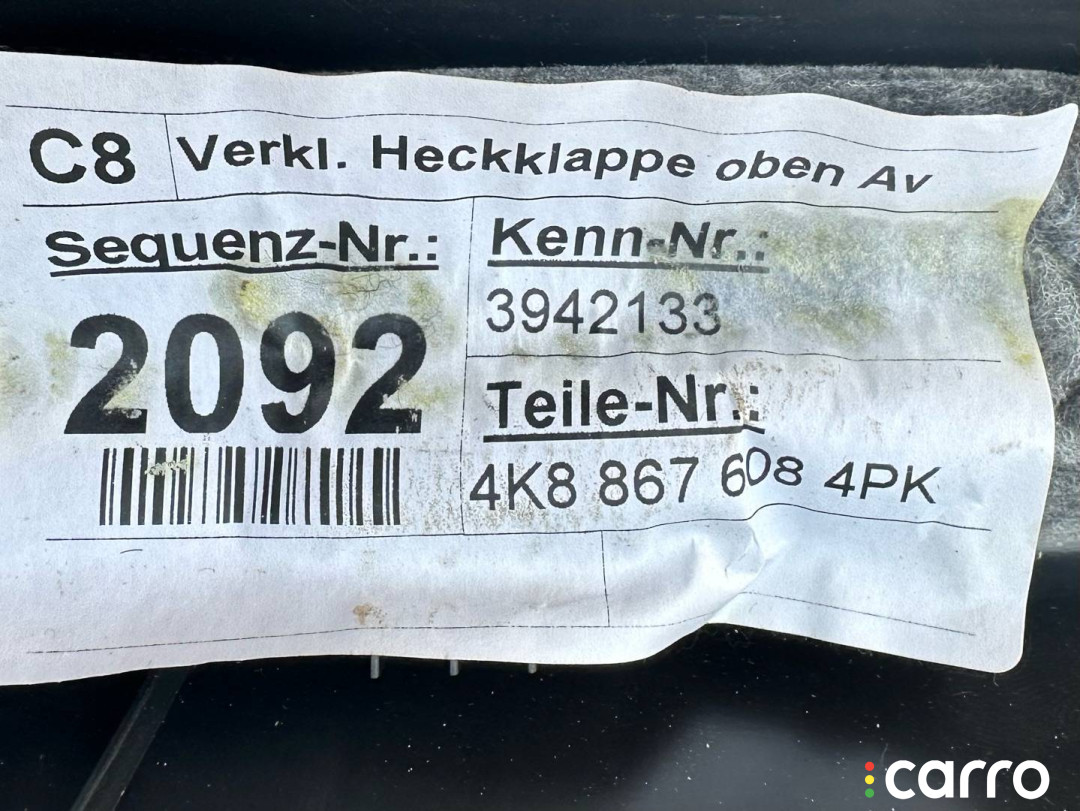 C8 Verkl. Heckklappe oben Av
Sequenz-Nr.:
2092
Kenn-Nr.:
3942133
Teile-Nr.:
4K8 867 608 4PK
carro